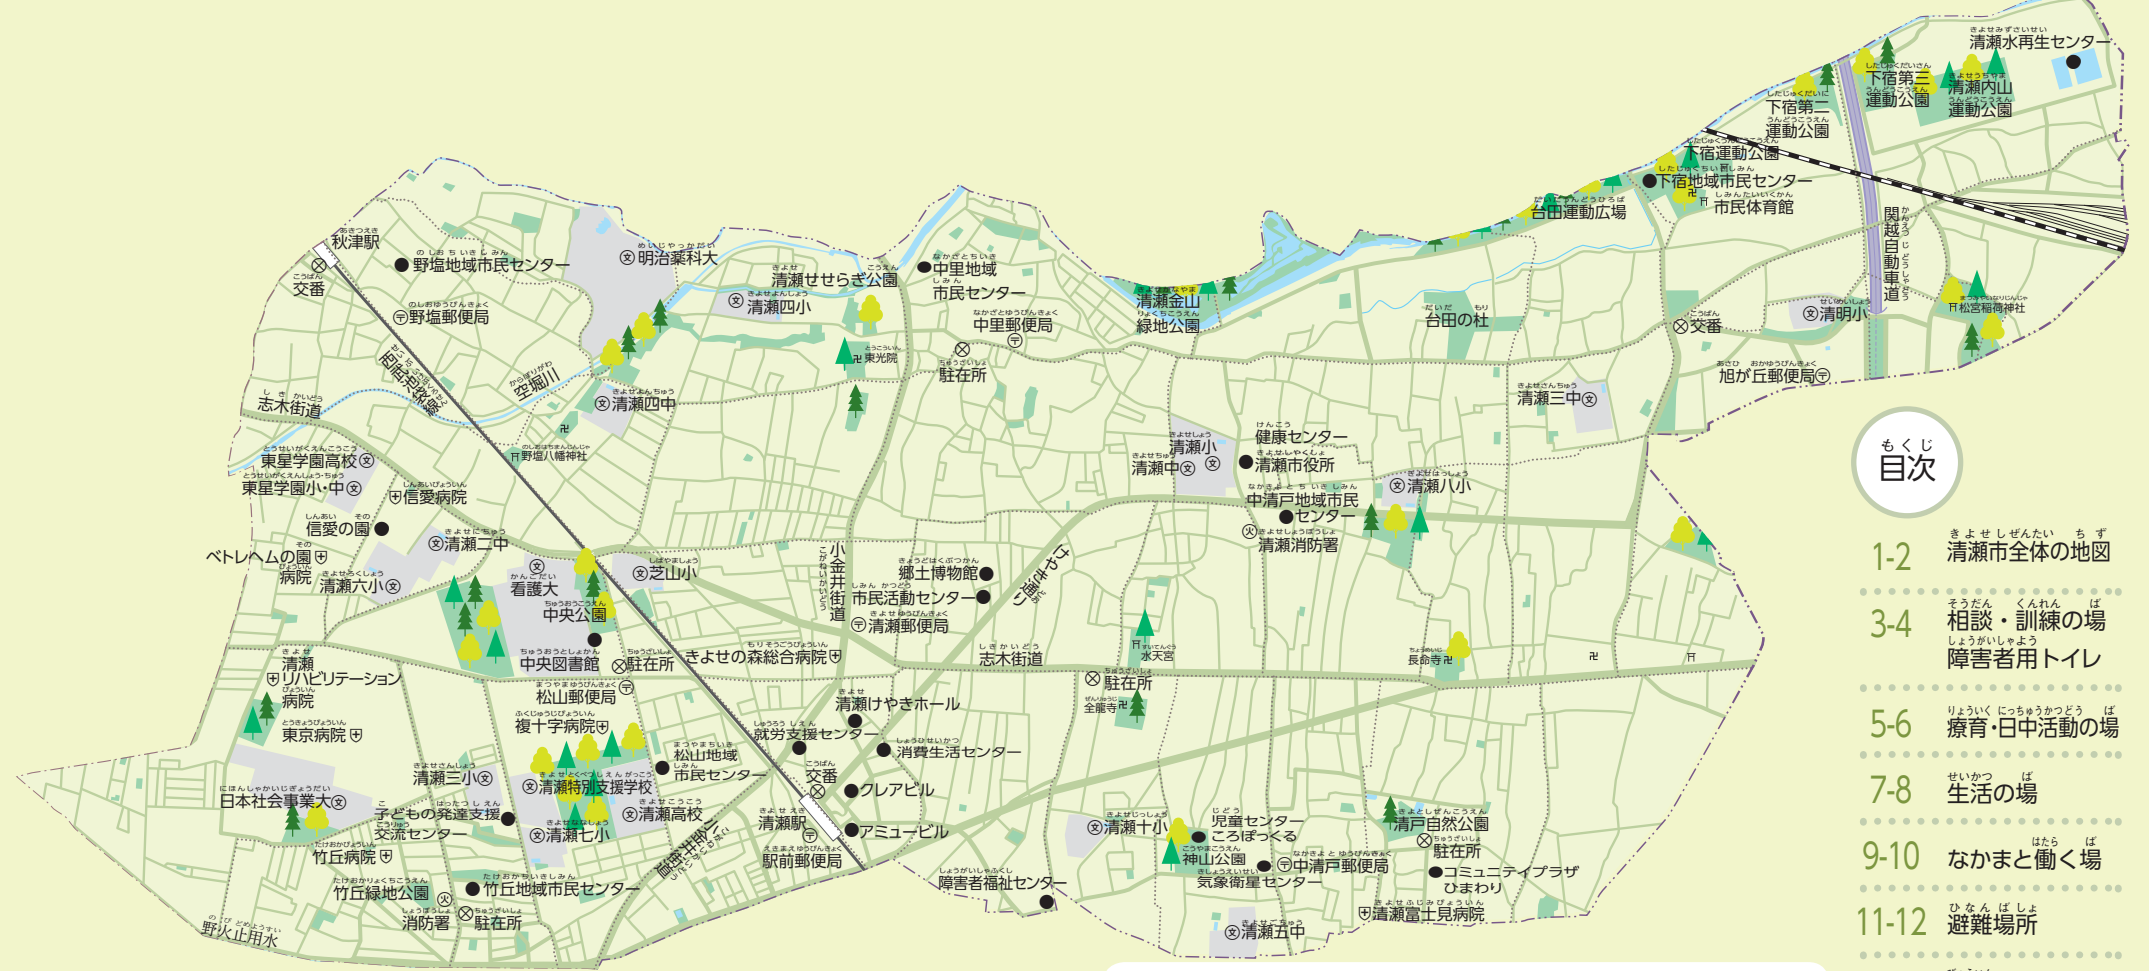 清瀬水再生センター
下宿第三
運動公園
清瀬内山
運動公園
下宿第二
運動公園
下宿運動公園
下宿地域市民センター
市民体育館
台田運動広場
関越自動車道
秋津駅
交番
野塩地域市民センター
野塩郵便局
明治薬科大
清瀬せせらぎ公園
清瀬四小
中里地域
市民センター
中里郵便局
駐在所
東光院
清瀬金山
緑地公園
台田の杜
交番
清明小
松宮稲荷神社
旭が丘郵便局
西武池袋線
空堀川
志木街道
清瀬四中
野塩八幡神社
清瀬三中
東星学園高校
東星学園小・中
信愛病院
信愛の園
ベトレヘムの園
病院
清瀬二中
清瀬六小
看護大
中央公園
芝山小
中央図書館
駐在所
松山郵便局
きよせの森総合病院
小金井街道
郷土博物館
市民活動センター
清瀬郵便局
けやき通り
志木街道
清瀬小
清瀬中
健康センター
清瀬市役所
中清戸地域市民
センター
清瀬消防署
清瀬八小
水天宮
駐在所
全龍寺
長命寺
清瀬
リハビリテーション
病院
東京病院
複十字病院
松山地域
市民センター
清瀬けやきホール
就労支援センター
消費生活センター
交番
クレアビル
アミュービル
清瀬駅
駅前郵便局
清瀬三小
清瀬特別支援学校
清瀬高校
清瀬七小
子どもの発達支援
交流センター
日本社会事業大
竹丘病院
竹丘緑地公園
消防署
竹丘地域市民センター
駐在所
野火止用水
小金井街道
障害者福祉センター
清瀬十小
児童センター
ころぽっくる
神山公園
気象衛星センター
中清戸郵便局
清瀬五中
清戸自然公園
駐在所
コミュニティプラザ
ひまわり
清瀬富士見病院
もくじ
目次
1-2 清瀬市全体の地図
3-4 相談・訓練の場
障害者用トイレ
5-6 療育・日中活動の場
7-8 生活の場
9-10 なかまと働く場
11-12 避難場所